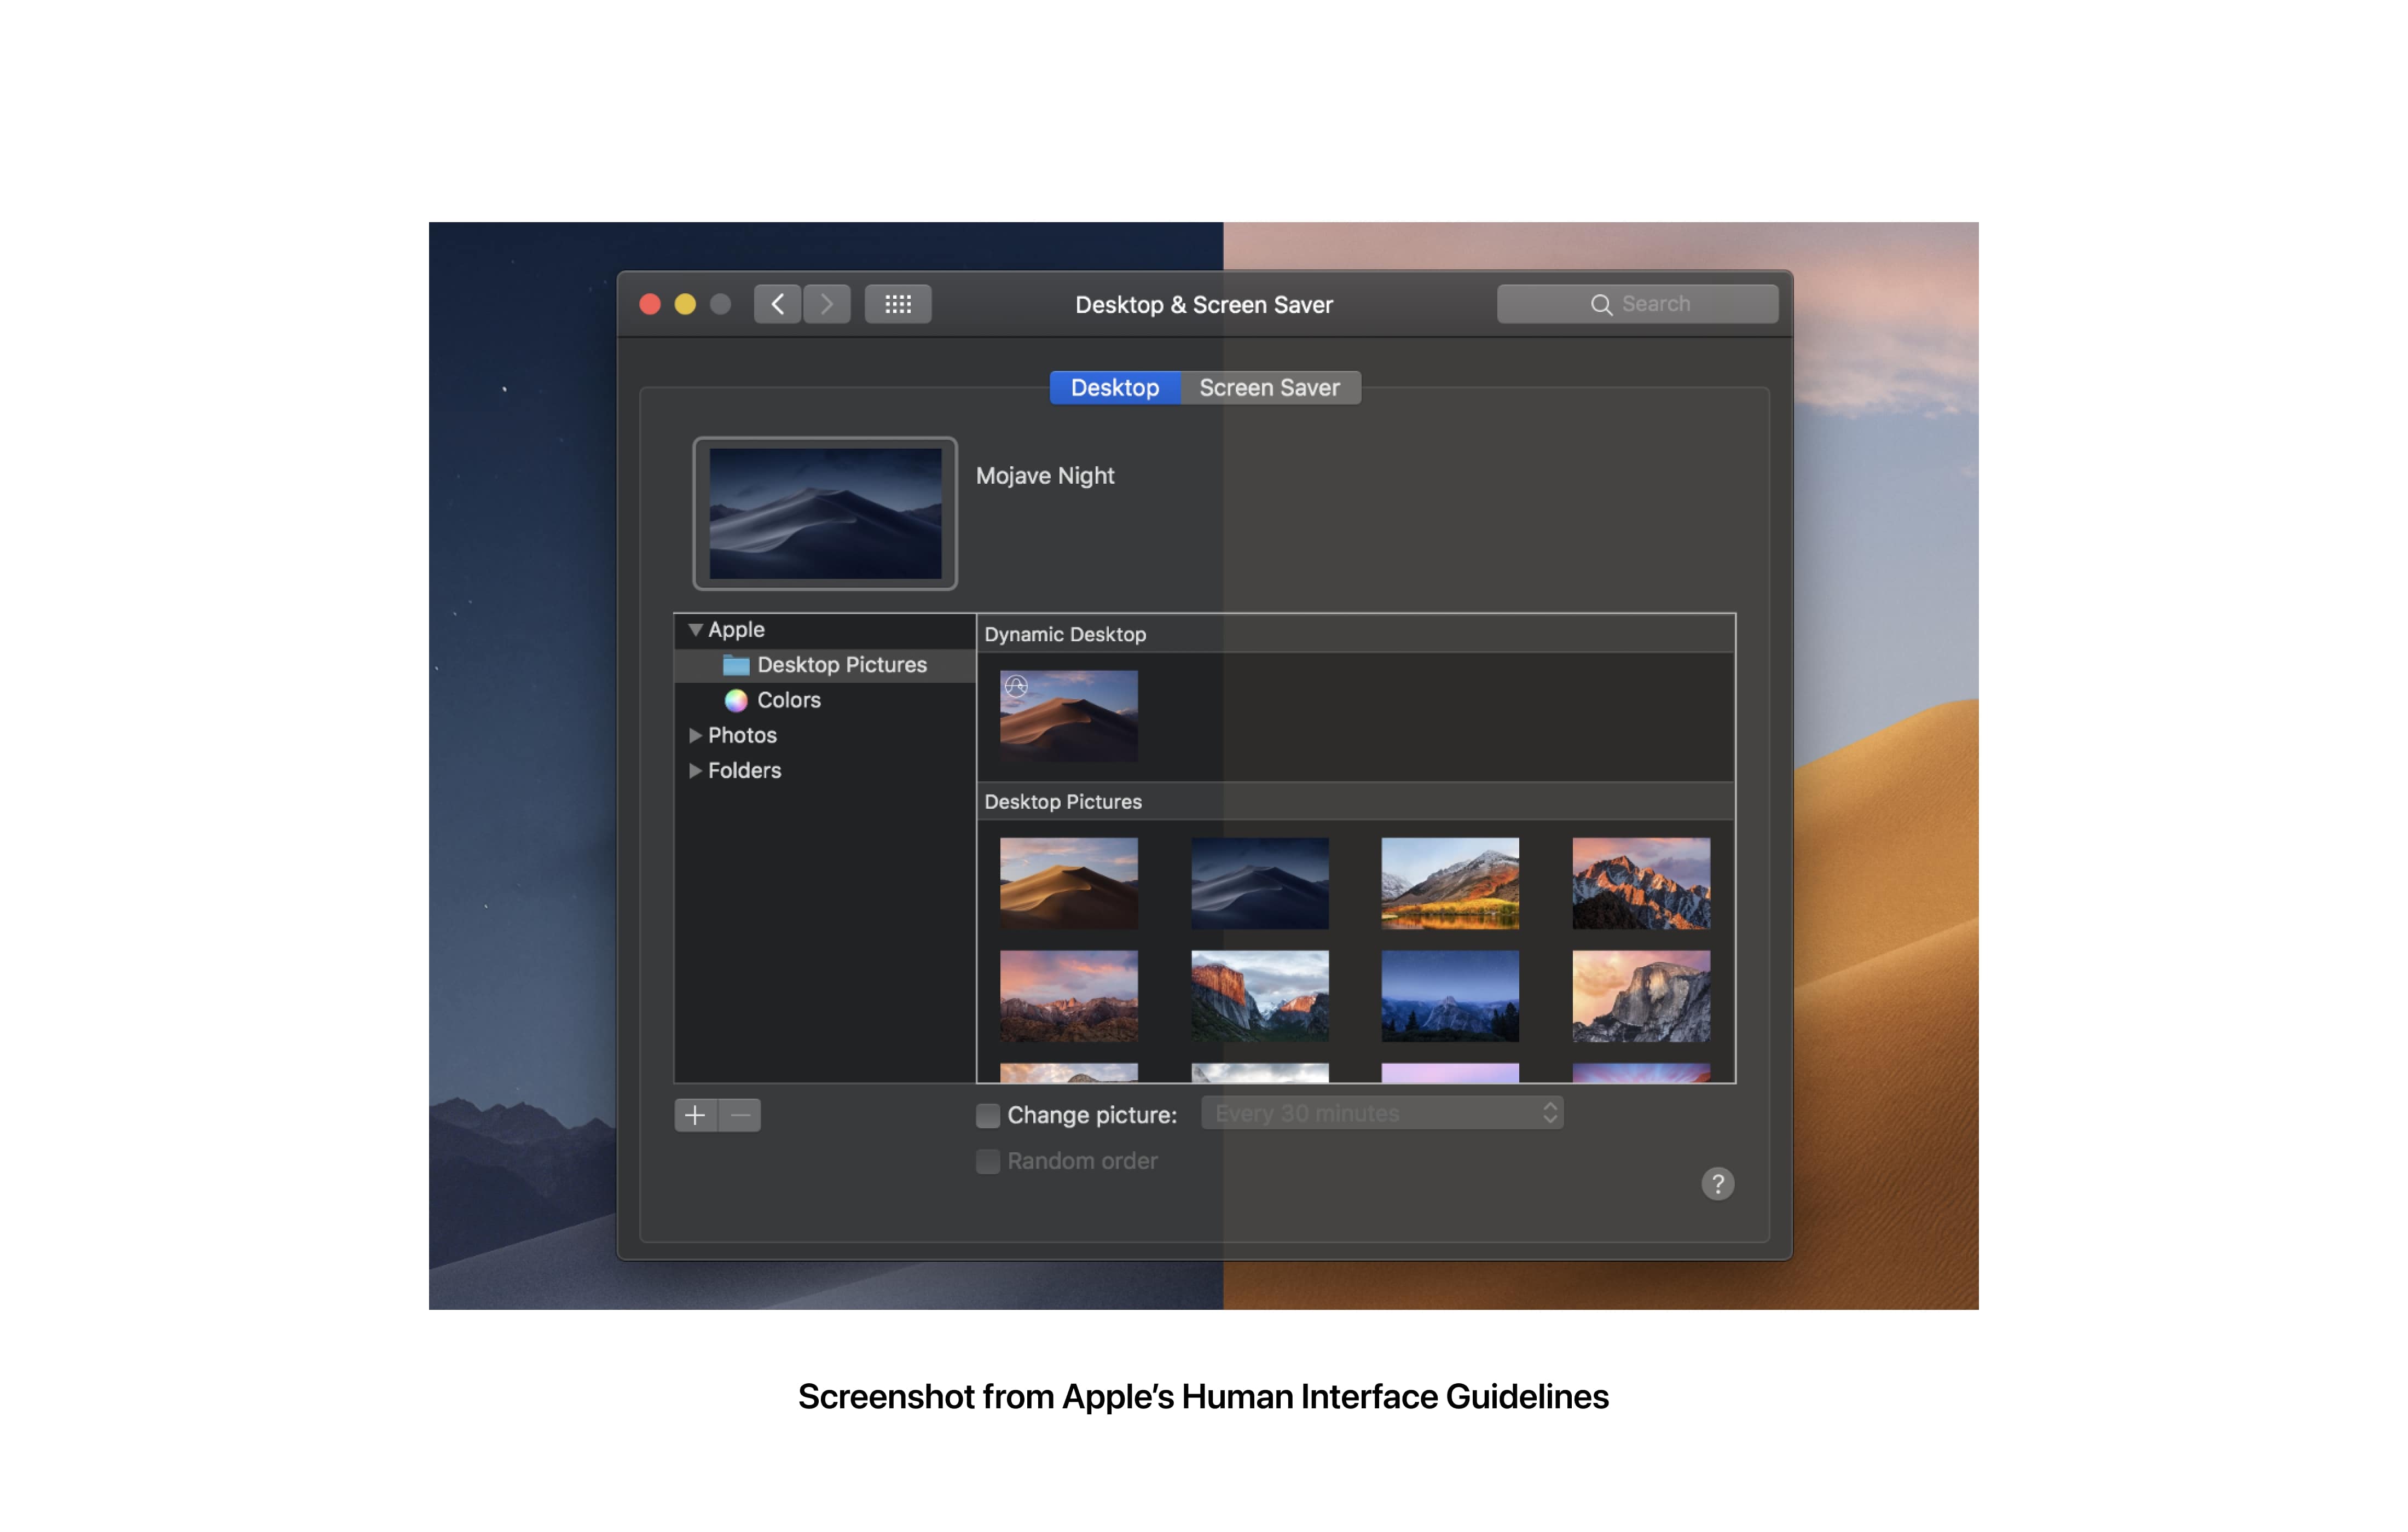 Desktop & Screen Saver
Search
Desktop
Screen Saver
Mojave Night
Apple
Desktop Pictures
Colors
Photos
Folders
Dynamic Desktop
Desktop Pictures
Change picture:
Every 30 minutes
Random order
?
Screenshot from Apple’s Human Interface Guidelines